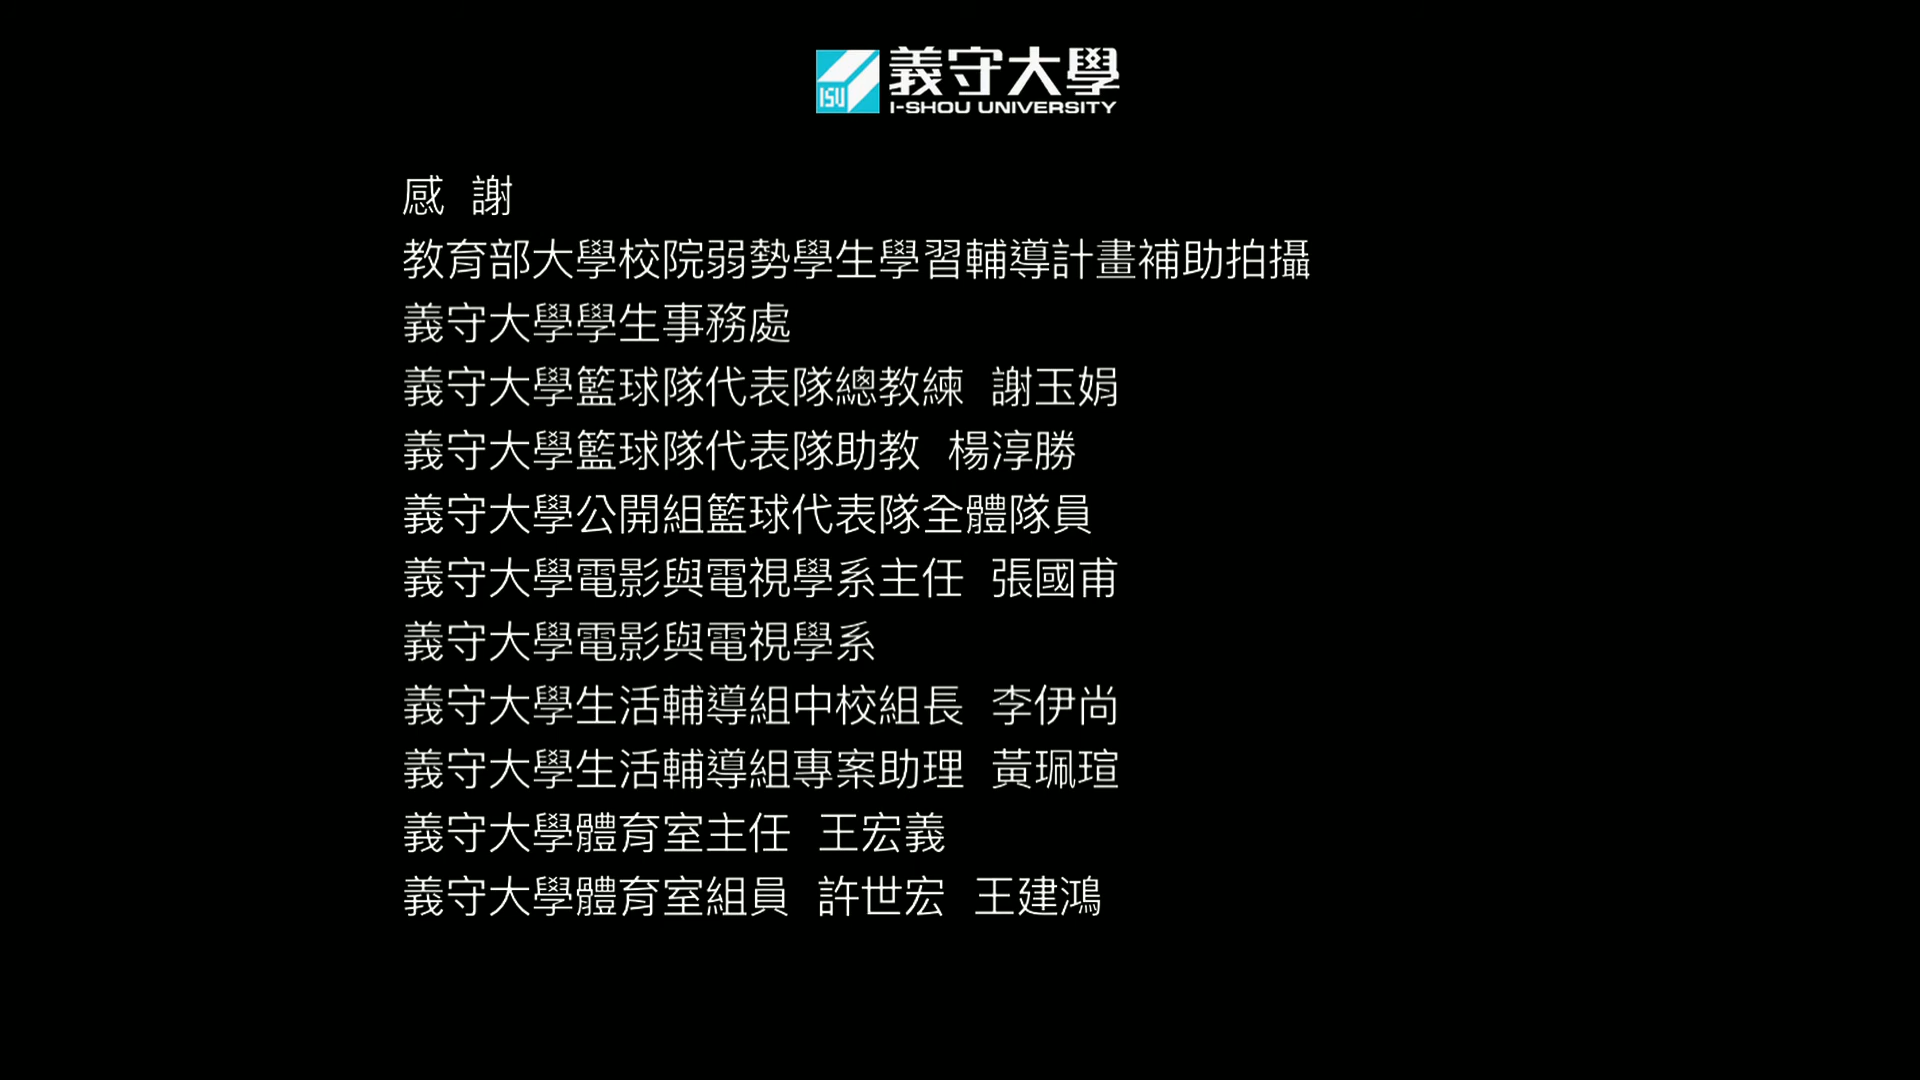 ISU
義守大學
I-SHOU UNIVERSITY
感 謝
教育部大學校院弱勢學生學習輔導計畫補助拍攝
義守大學學生事務處
義守大學籃球隊代表隊總教練 謝玉娟
義守大學籃球隊代表隊助教 楊淳勝
義守大學公開組籃球代表隊全體隊員
義守大學電影與電視學系主任 張國甫
義守大學電影與電視學系
義守大學生活輔導組中校組長 李伊尚
義守大學生活輔導組專案助理 黃珮瑄
義守大學體育室主任 王宏義
義守大學體育室組員 許世宏 王建鴻